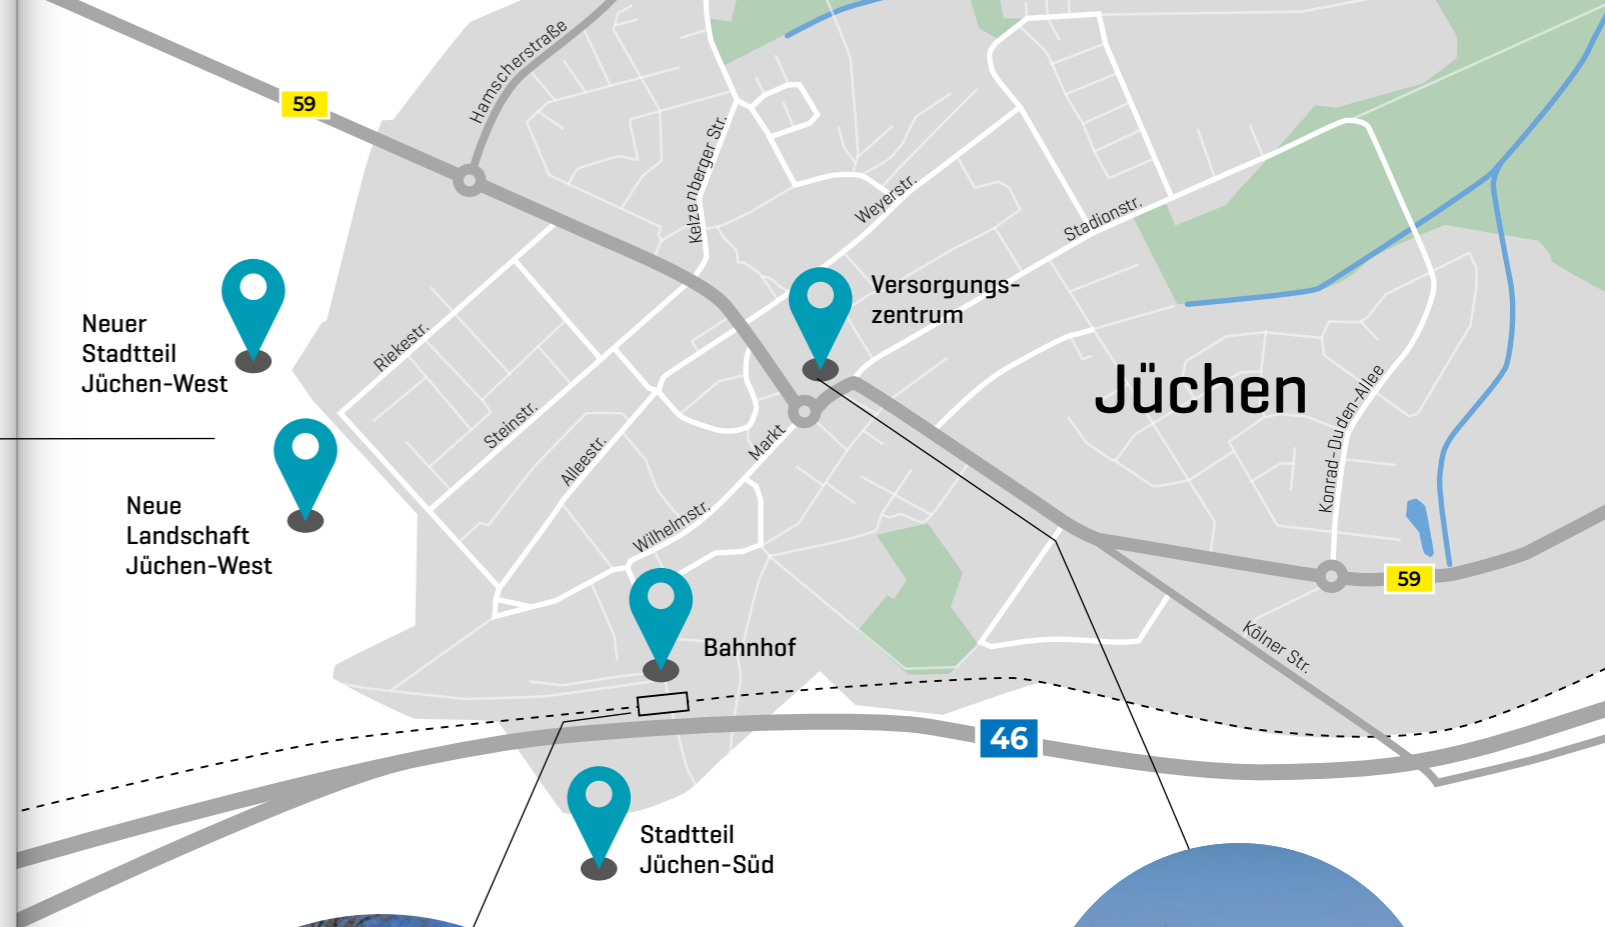 Hamscherstraße
59
Kelzenberger Str.
Weyerstr.
Stadionstr.
Versorgungs-
zentrum
Neuer
Stadtteil
Jüchen-West
Riekestr.
Jüchen
Steinstr.
Alleestr.
Markt
Konrad-Duden-Allee
Neue
Landschaft
Jüchen-West
Wilhelmstr.
59
Bahnhof
Kölner Str.
46
Stadtteil
Jüchen-Süd